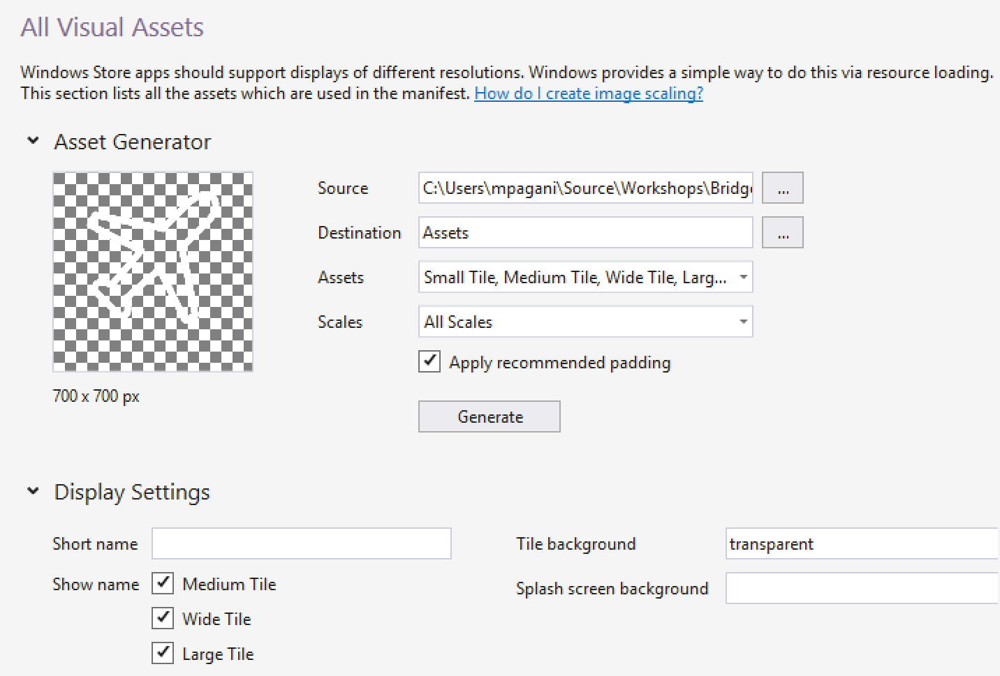 All Visual Assets
Windows Store apps should support displays of different resolutions. Windows provides a simple way to do this via resource loading.
This section lists all the assets which are used in the manifest. How do I create image scaling?
Asset Generator
Source C:\Users\mpagani\Source\Workshops\Bridg ...
Destination Assets ...
Assets Small Tile, Medium Tile, Wide Tile, Larg...
Scales All Scales
Apply recommended padding
700 x 700 px
Generate
Display Settings
Short name
Tile background transparent
Show name Medium Tile
Splash screen background
Wide Tile
Large Tile